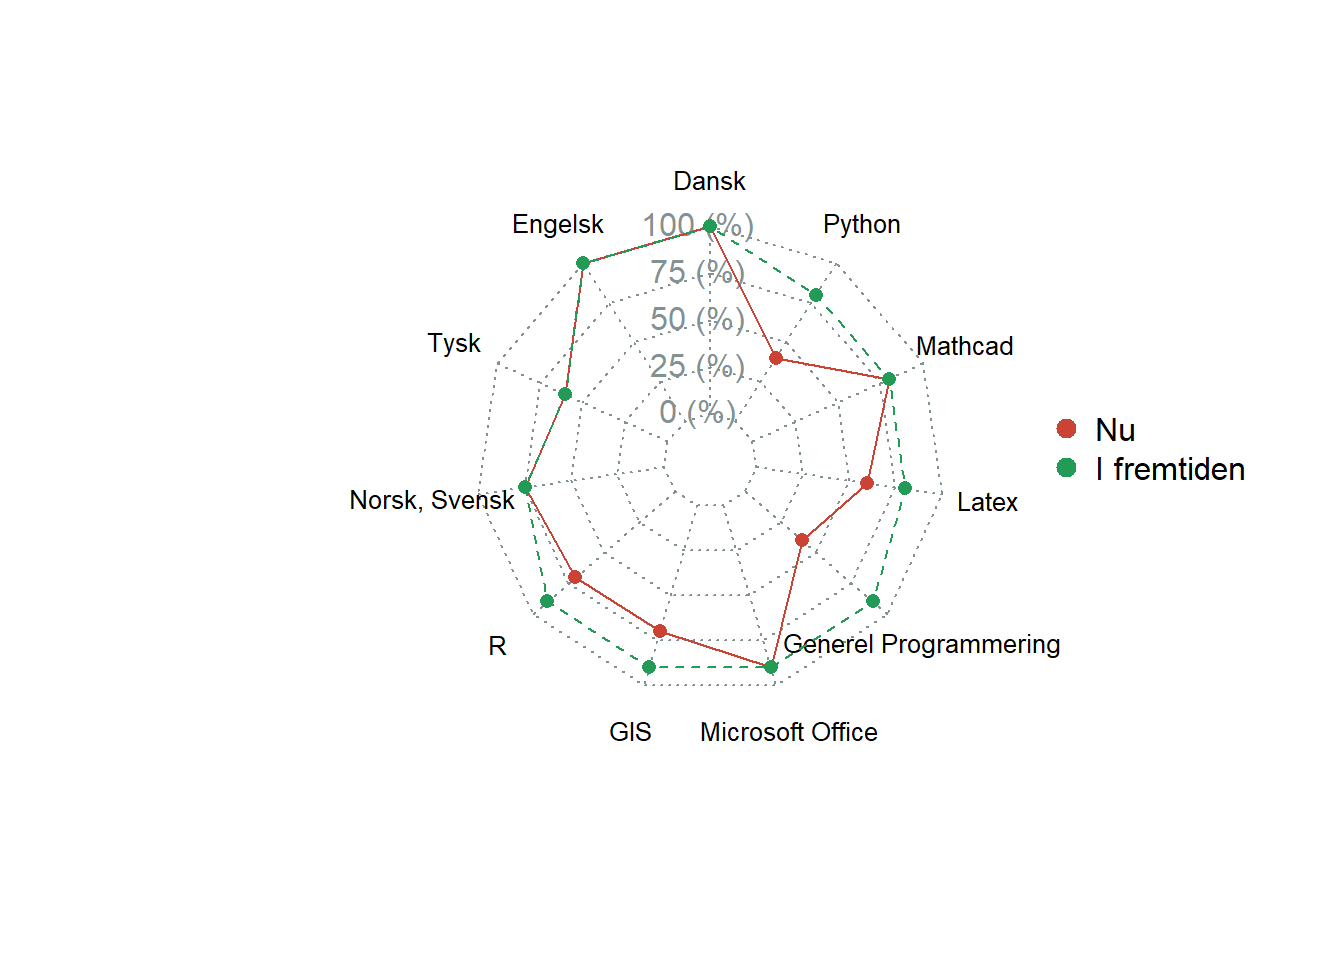 Dansk
Engelsk
100 (%)
Python
75 (%)
50 (%)
Tysk
Mathcad
25 (%)
0 (%)
Nu
I fremtiden
Norsk, Svensk
Latex
R
Generel Programmering
GIS
Microsoft Office